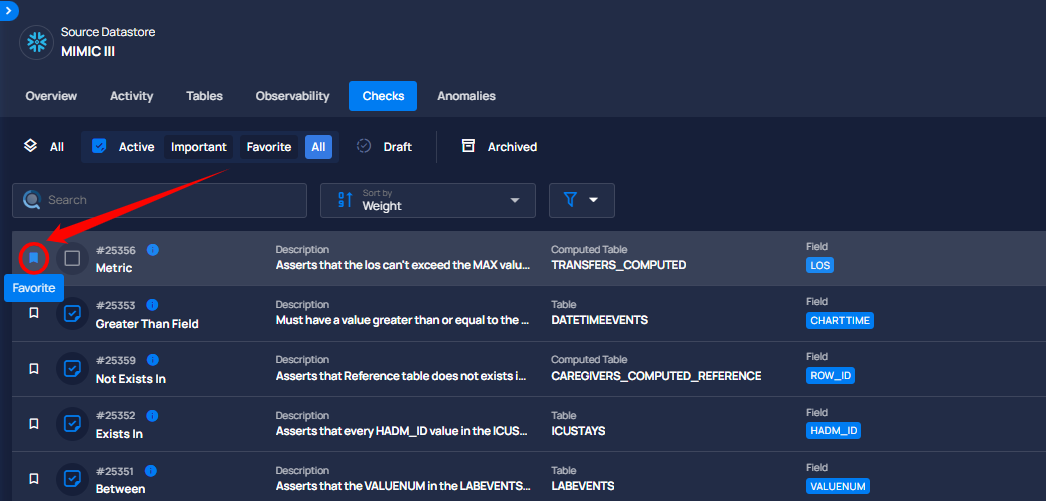 Source Datastore
MIMIC III
Overview Activity Tables Observability Checks Anomalies
All Active Important Favorite All Draft Archived
Search Sort by Weight
#25356 Description Computed Table Field
Metric Asserts that the los can't exceed the MAX valu... TRANSFERS_COMPUTED LOS
Favorite
#25353 Description Table Field
Greater Than Field Must have a value greater than or equal to the ... DATETIMEEVENTS CHARTTIME
#25359 Description Computed Table Field
Not Exists In Asserts that Reference table does not exists i... CAREGIVERS_COMPUTED_REFERENCE ROW_ID
#25352 Description Table Field
Exists In Asserts that every HADM_ID value in the ICUS... ICUSTAYS HADM_ID
#25351 Description Table Field
Between Asserts that the VALUENUM in the LABEVENTS... LABEVENTS VALUENUM